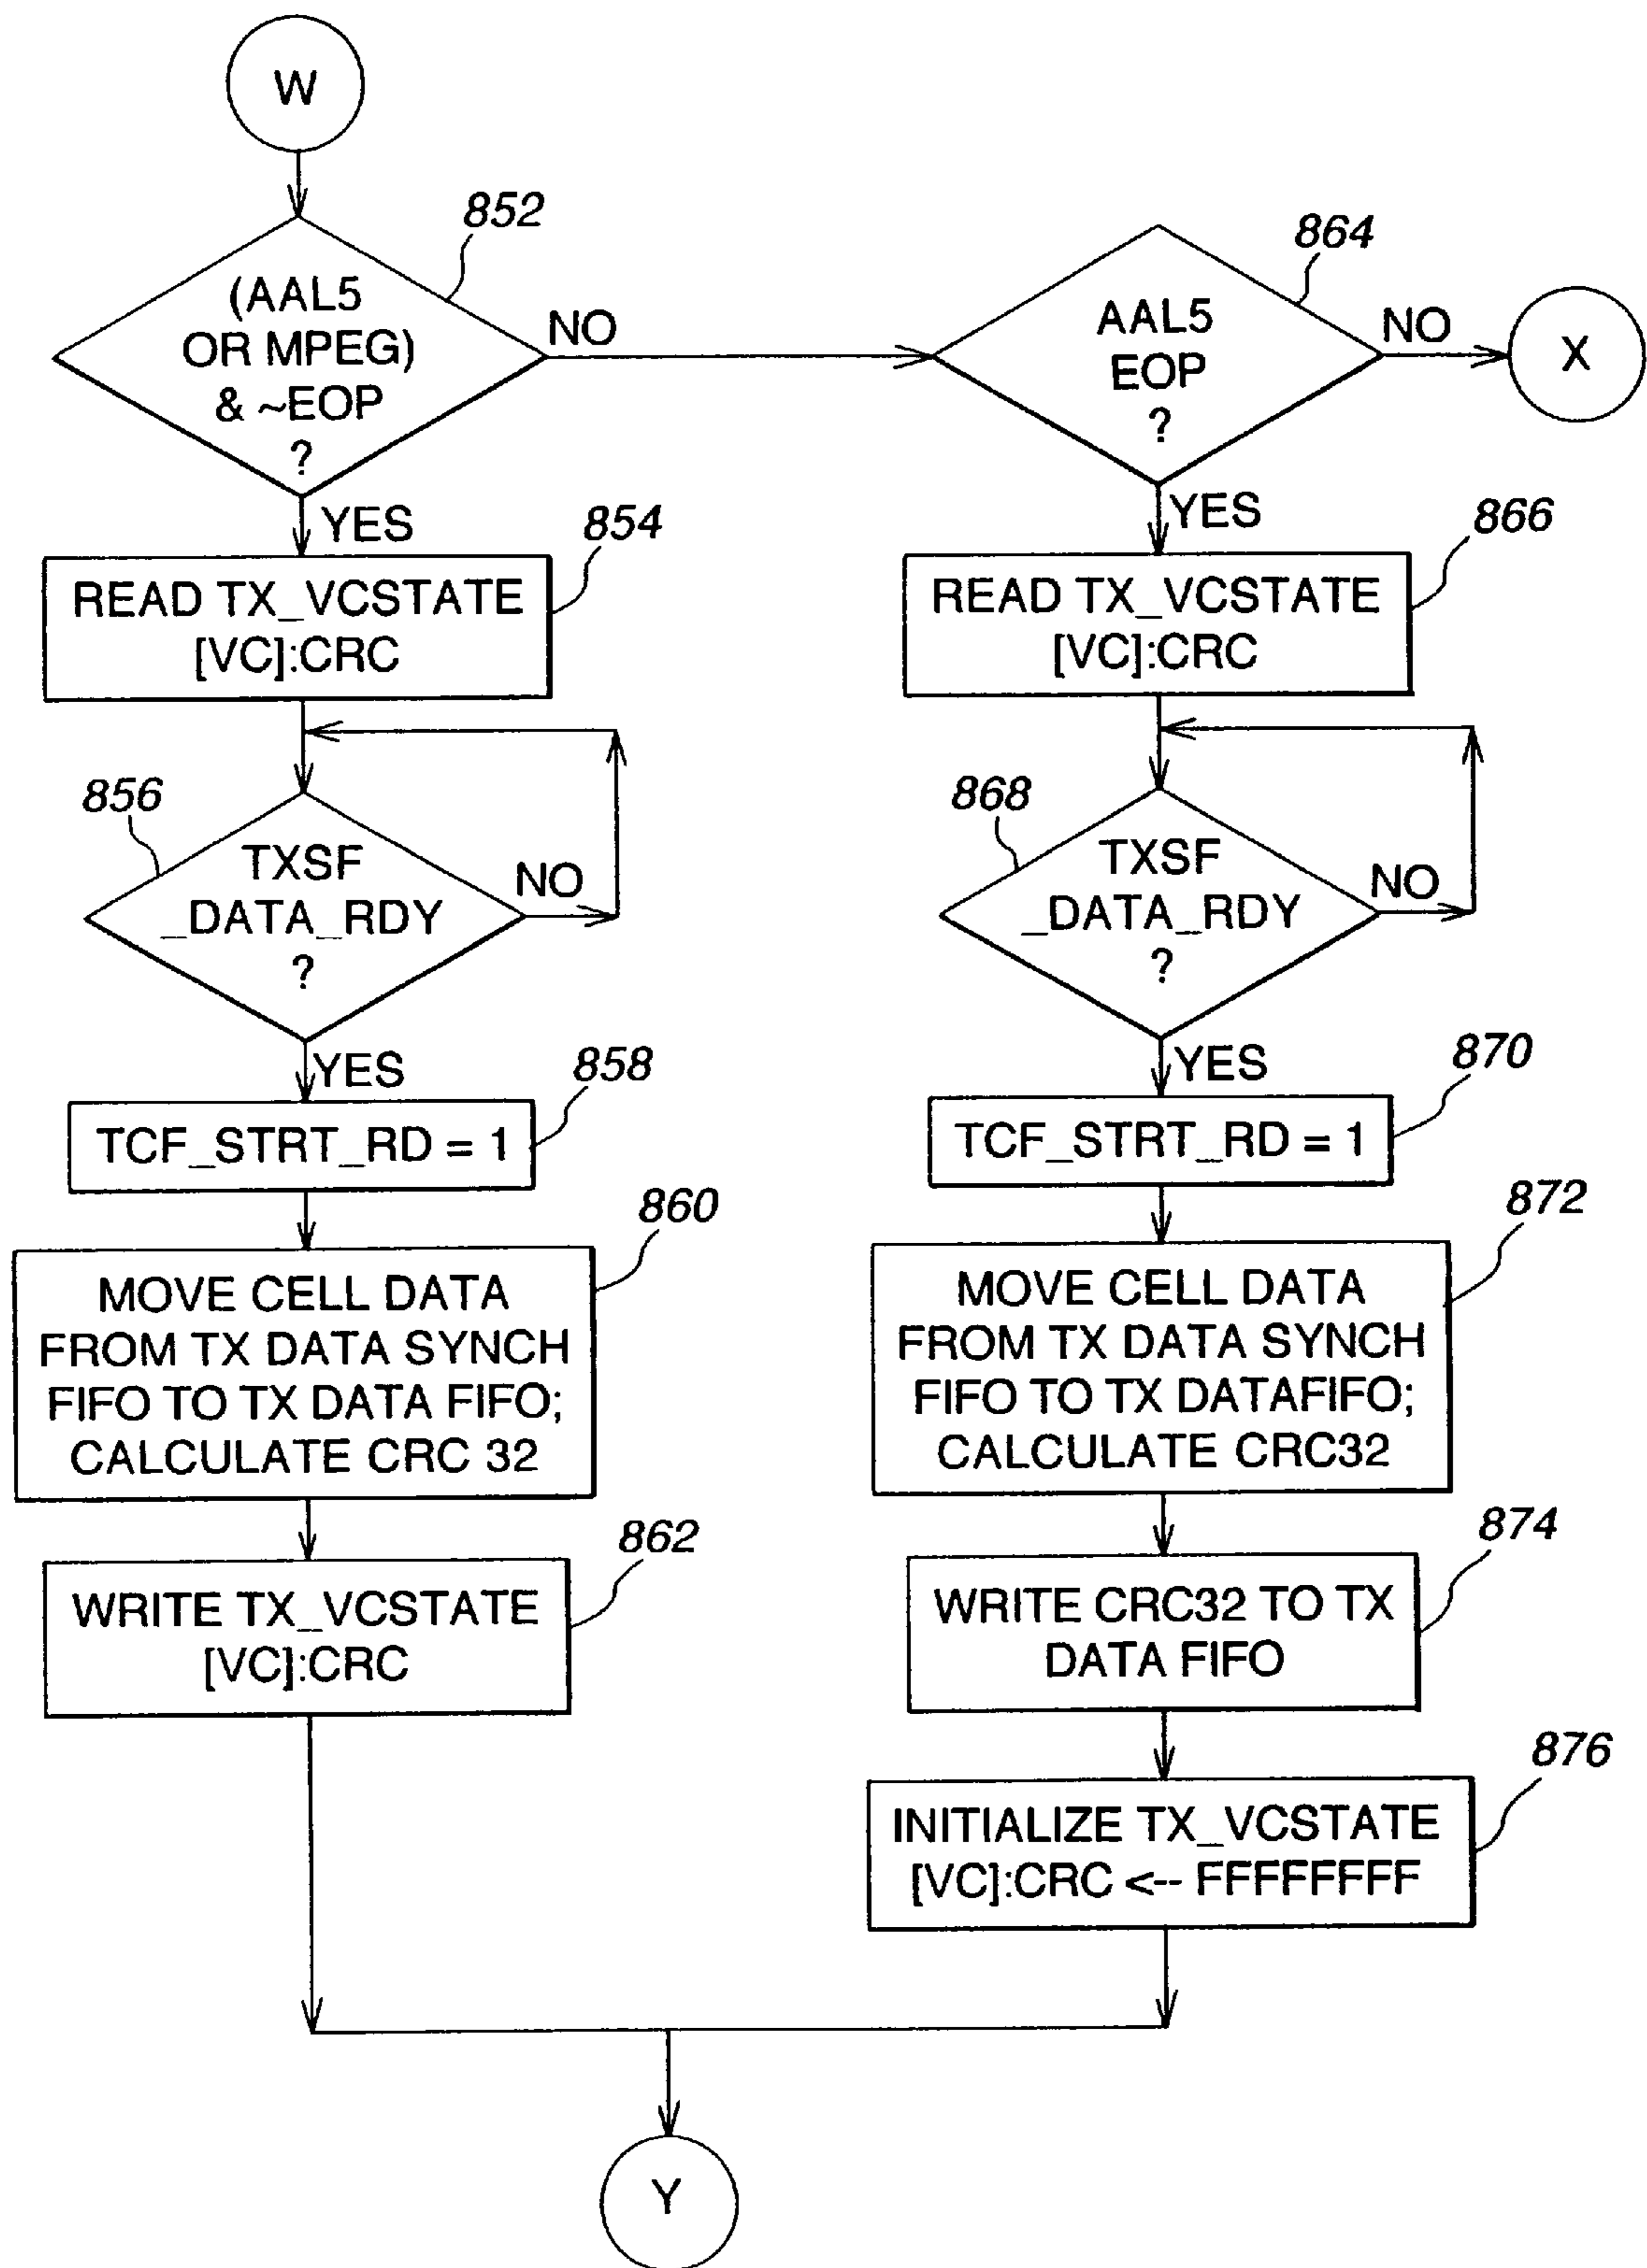 W
852
(AAL5
OR MPEG)
& ~EOP
?
NO
YES
864
AAL5
EOP
?
NO
X
YES
854
READ TX_VCSTATE
[VC]:CRC
856
TXSF
_DATA_RDY
?
NO
YES
858
TCF_STRT_RD = 1
860
MOVE CELL DATA
FROM TX DATA SYNCH
FIFO TO TX DATA FIFO;
CALCULATE CRC 32
862
WRITE TX_VCSTATE
[VC]:CRC
866
READ TX_VCSTATE
[VC]:CRC
868
TXSF
_DATA_RDY
?
NO
YES
870
TCF_STRT_RD = 1
872
MOVE CELL DATA
FROM TX DATA SYNCH
FIFO TO TX DATAFIFO;
CALCULATE CRC32
874
WRITE CRC32 TO TX
DATA FIFO
876
INITIALIZE TX_VCSTATE
[VC]:CRC <-- FFFFFFFF
Y